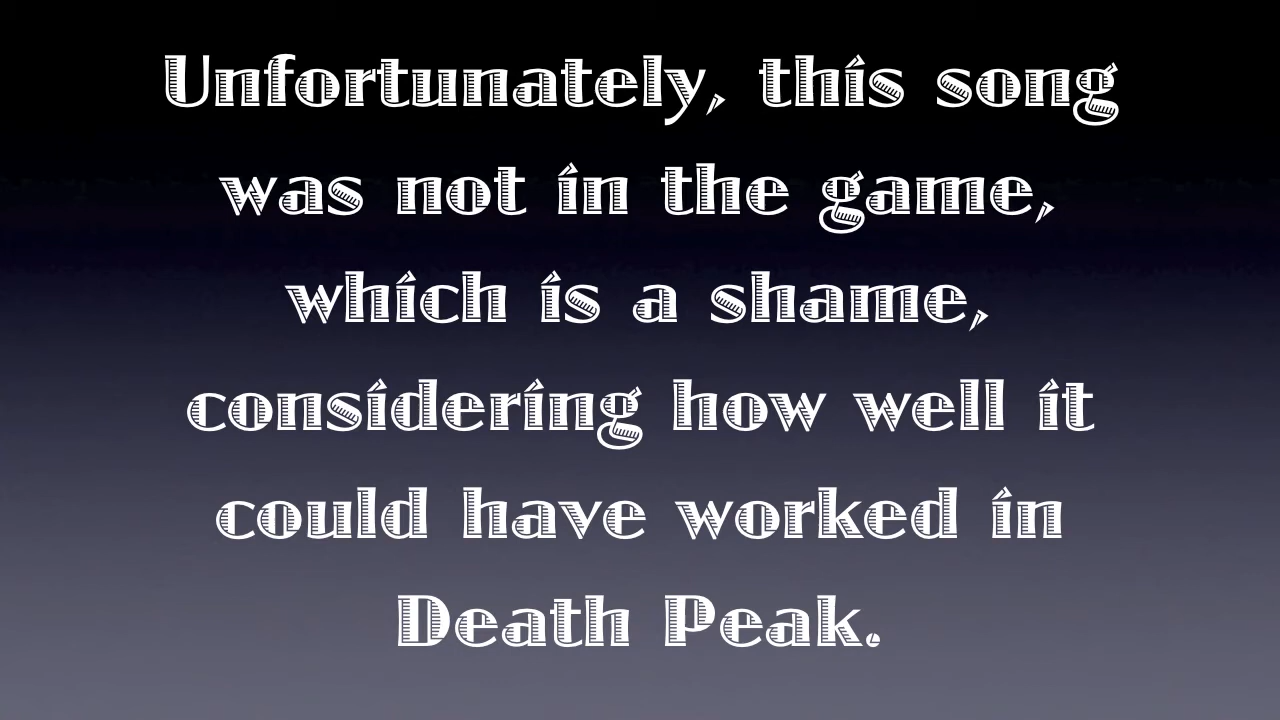 Unfortunately, this song
was not in the game,
which is a shame,
considering how well it
could have worked in
Death Peak.